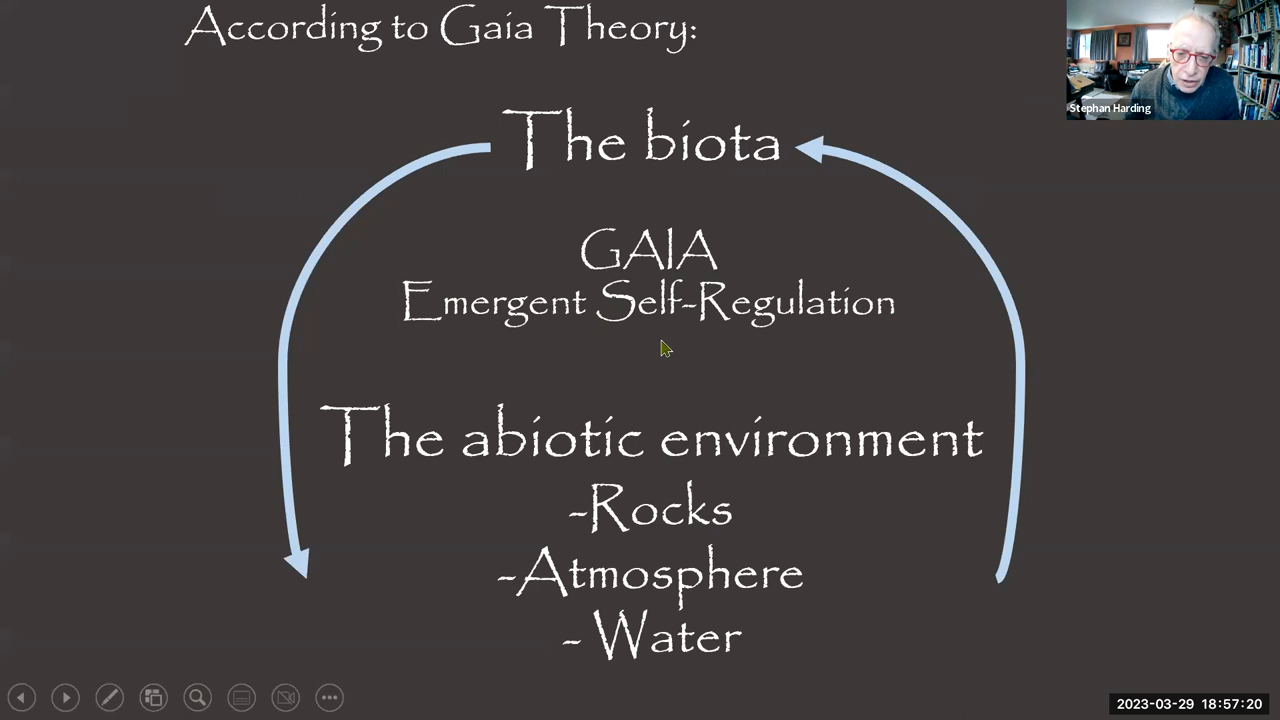 According to Gaia Theory:
Stephan Harding
The biota
GAIA
Emergent Self-Regulation
The abiotic environment
-Rocks
-Atmosphere
- Water
2023-03-29 18:57:20